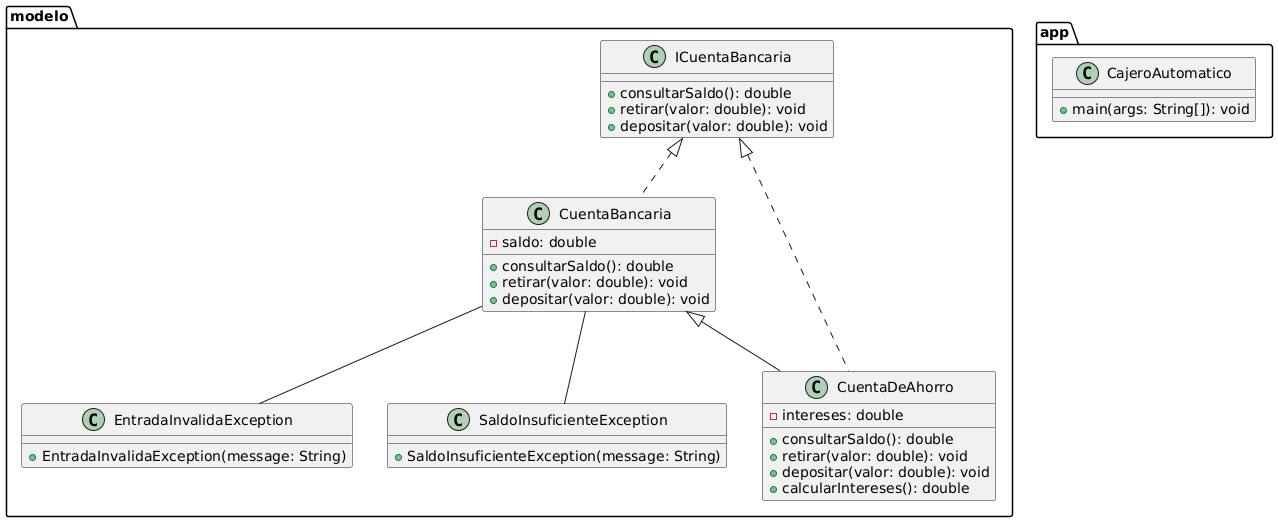 modelo
app
C ICuentaBancaria
consultarSaldo(): double
retirar(valor: double): void
depositar(valor: double): void
C CajeroAutomatico
main(args: String[]): void
C CuentaBancaria
saldo: double
consultarSaldo(): double
retirar(valor: double): void
depositar(valor: double): void
C EntradaInvalidaException
EntradaInvalidaException(message: String)
C SaldoInsuficienteException
SaldoInsuficienteException(message: String)
C CuentaDeAhorro
intereses: double
consultarSaldo(): double
retirar(valor: double): void
depositar(valor: double): void
calcularIntereses(): double